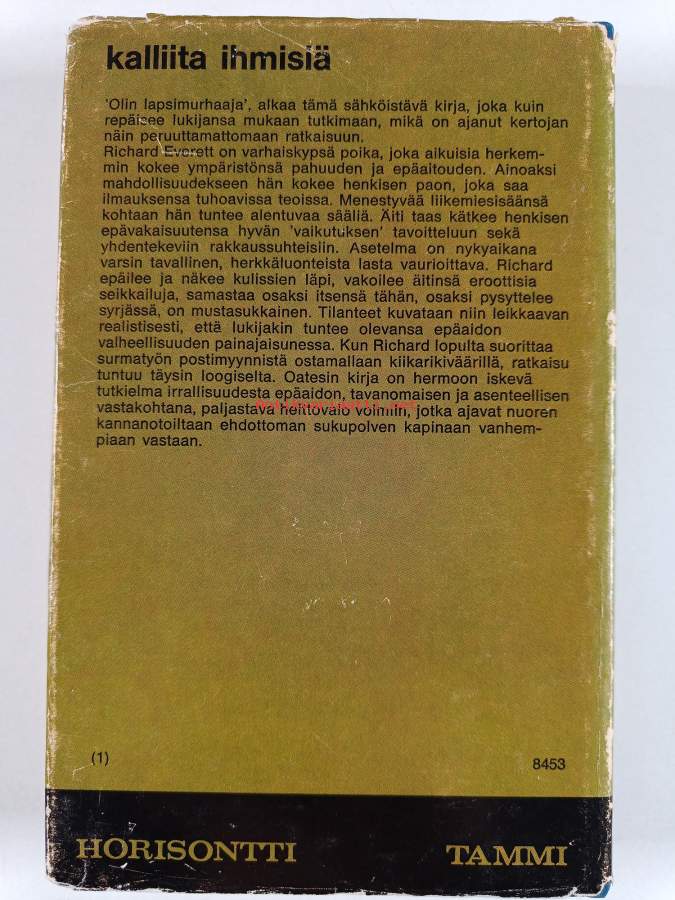 kalliita ihmisiä
'Olin lapsimurhaaja', alkaa tämä sähköistävä kirja, joka kuin
repäisee lukijansa mukaan tutkimaan, mikä on ajanut kertojan
näin peruuttamattomaan ratkaisuun.
Richard Everett on varhaiskypsä poika, joka aikuisia herkem-
min kokee ympäristönsä pahuuden ja epäaitouden. Ainoaksi
mahdollisuudekseen hän kokee henkisen paon, joka saa
ilmauksensa tuhoavissa teoissa. Menestyvää liikemiesisäänsä
kohtaan hän tuntee alentuvaa sääliä. Äiti taas kätkee henkisen
epävakaisuutensa hyvän 'vaikutuksen' tavoitteluun sekä
yhdentekeviin rakkaussuhteisiin. Asetelma on nykyaikana
varsin tavallinen, herkkäluonteista lasta vaurioittava. Richard
epäilee ja näkee kulissien läpi, vakoilee äitinsä eroottisia
seikkailuja, samastaa osaksi itsensä tähän, osaksi pysyttelee
syrjässä, on mustasukkainen. Tilanteet kuvataan niin leikkaavan
realistisesti, että lukijakin tuntee olevansa epäaidon
valheellisuuden painajaisunessa. Kun Richard lopulta suorittaa
surmatyön postimyynnistä ostamallaan kiikarikiväärillä, ratkaisu
tuntuu täysin loogiselta. Oatesin kirja on hermoon iskevä
tutkielma irrallisuudesta epäaidon, tavanomaisen ja asenteellisen
vastakohtana, paljastava heittovalo voimiin, jotka ajavat nuoren
kannanotoiltaan ehdottoman sukupolven kapinaan vanhem-
piaan vastaan.
(1)
8453
HORISONTTI
TAMMI